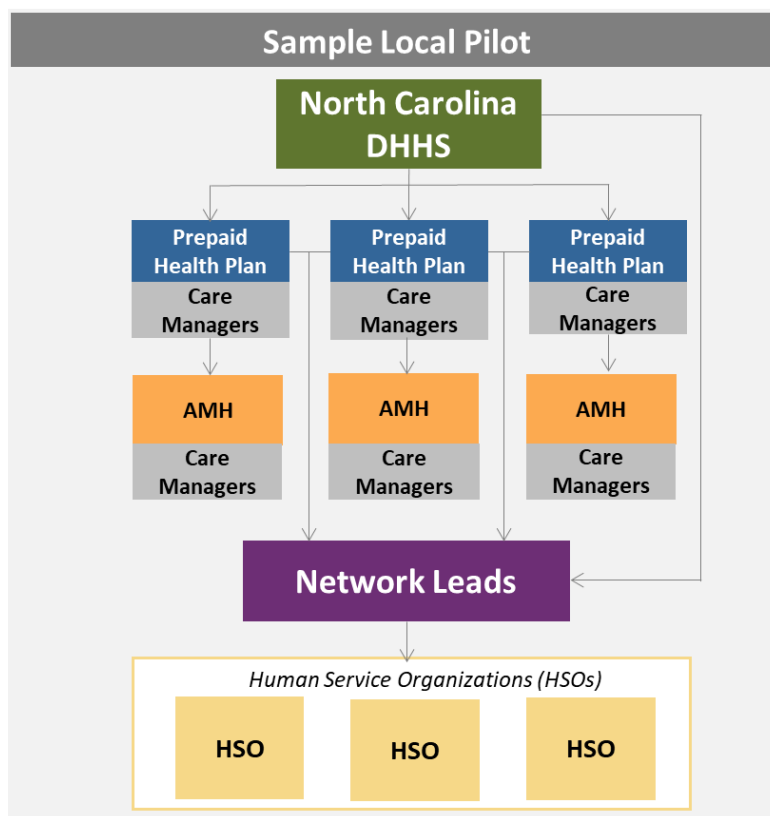 Sample Local Pilot
North Carolina
DHHS
Prepaid
Health Plan
Care
Managers
Prepaid
Health Plan
Care
Managers
Prepaid
Health Plan
Care
Managers
AMH
Care
Managers
AMH
Care
Managers
AMH
Care
Managers
Network Leads
Human Service Organizations (HSOs)
HSO
HSO
HSO